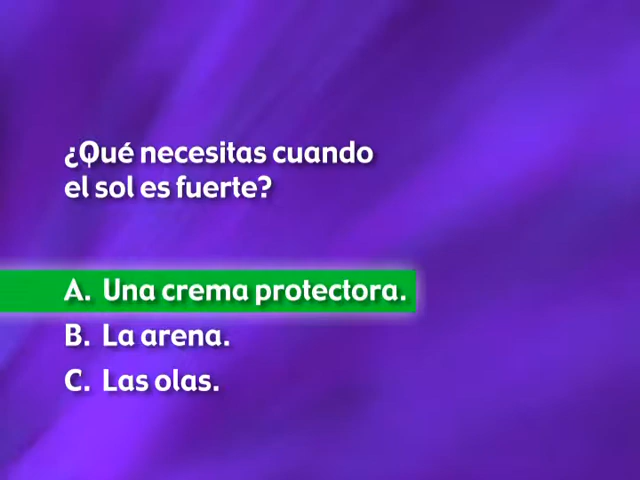 ¿Qué necesitas cuando
el sol es fuerte?
A. Una crema protectora.
B. La arena.
C. Las olas.